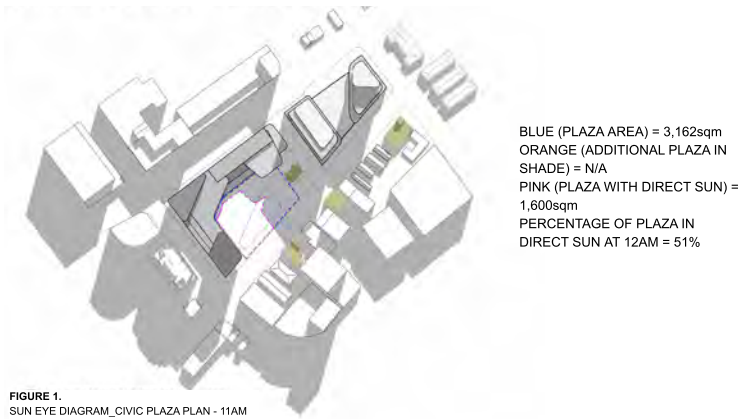 BLUE (PLAZA AREA) = 3,162sqm
ORANGE (ADDITIONAL PLAZA IN
SHADE) = N/A
PINK (PLAZA WITH DIRECT SUN) =
1,600sqm
PERCENTAGE OF PLAZA IN
DIRECT SUN AT 12AM = 51%
FIGURE 1.
SUN EYE DIAGRAM_CIVIC PLAZA PLAN - 11AM